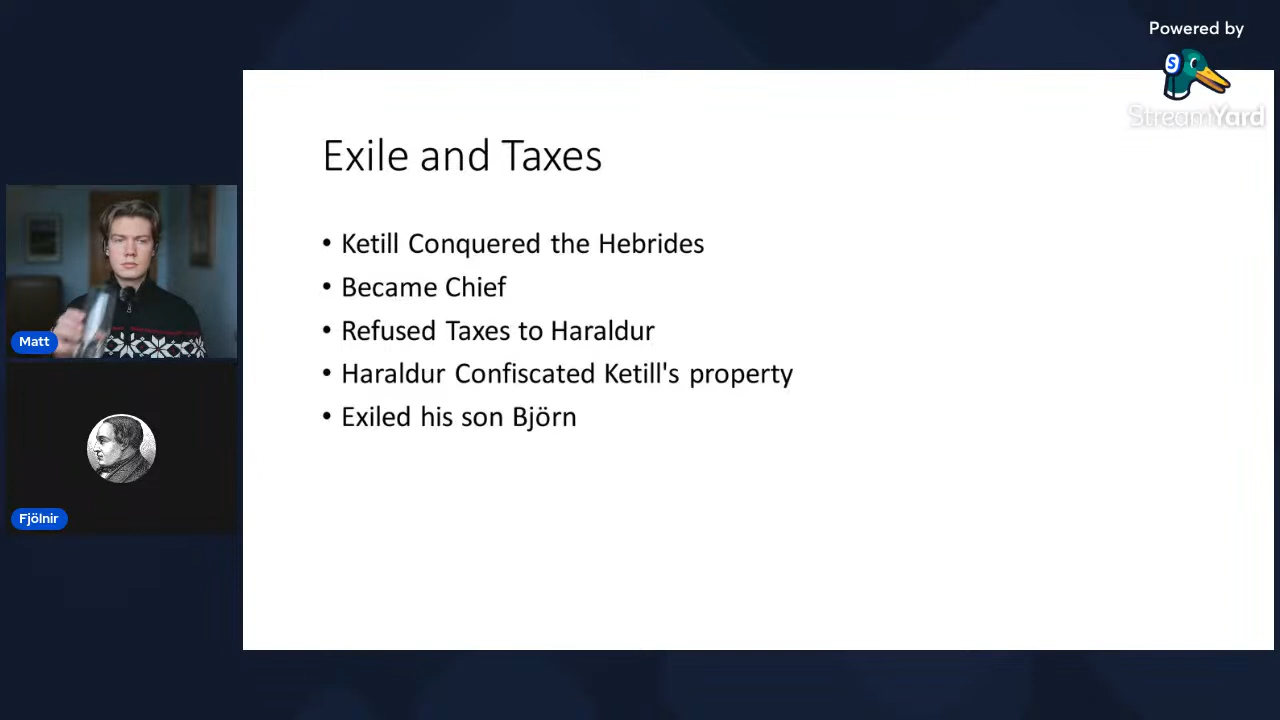 Powered by
S
StreamYard
Exile and Taxes
• Ketill Conquered the Hebrides
• Became Chief
• Refused Taxes to Haraldur
• Haraldur Confiscated Ketill's property
• Exiled his son Björn
Matt
Fjölnir